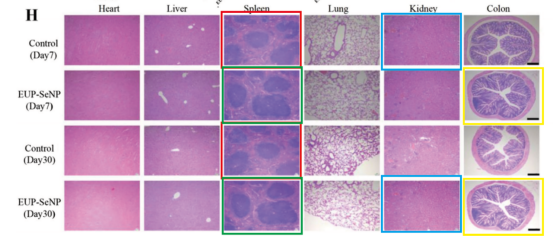 H
Heart Liver Spleen Lung Kidney Colon
Control
(Day7)
EUP-SeNP
(Day7)
Control
(Day30)
EUP-SeNP
(Day30)